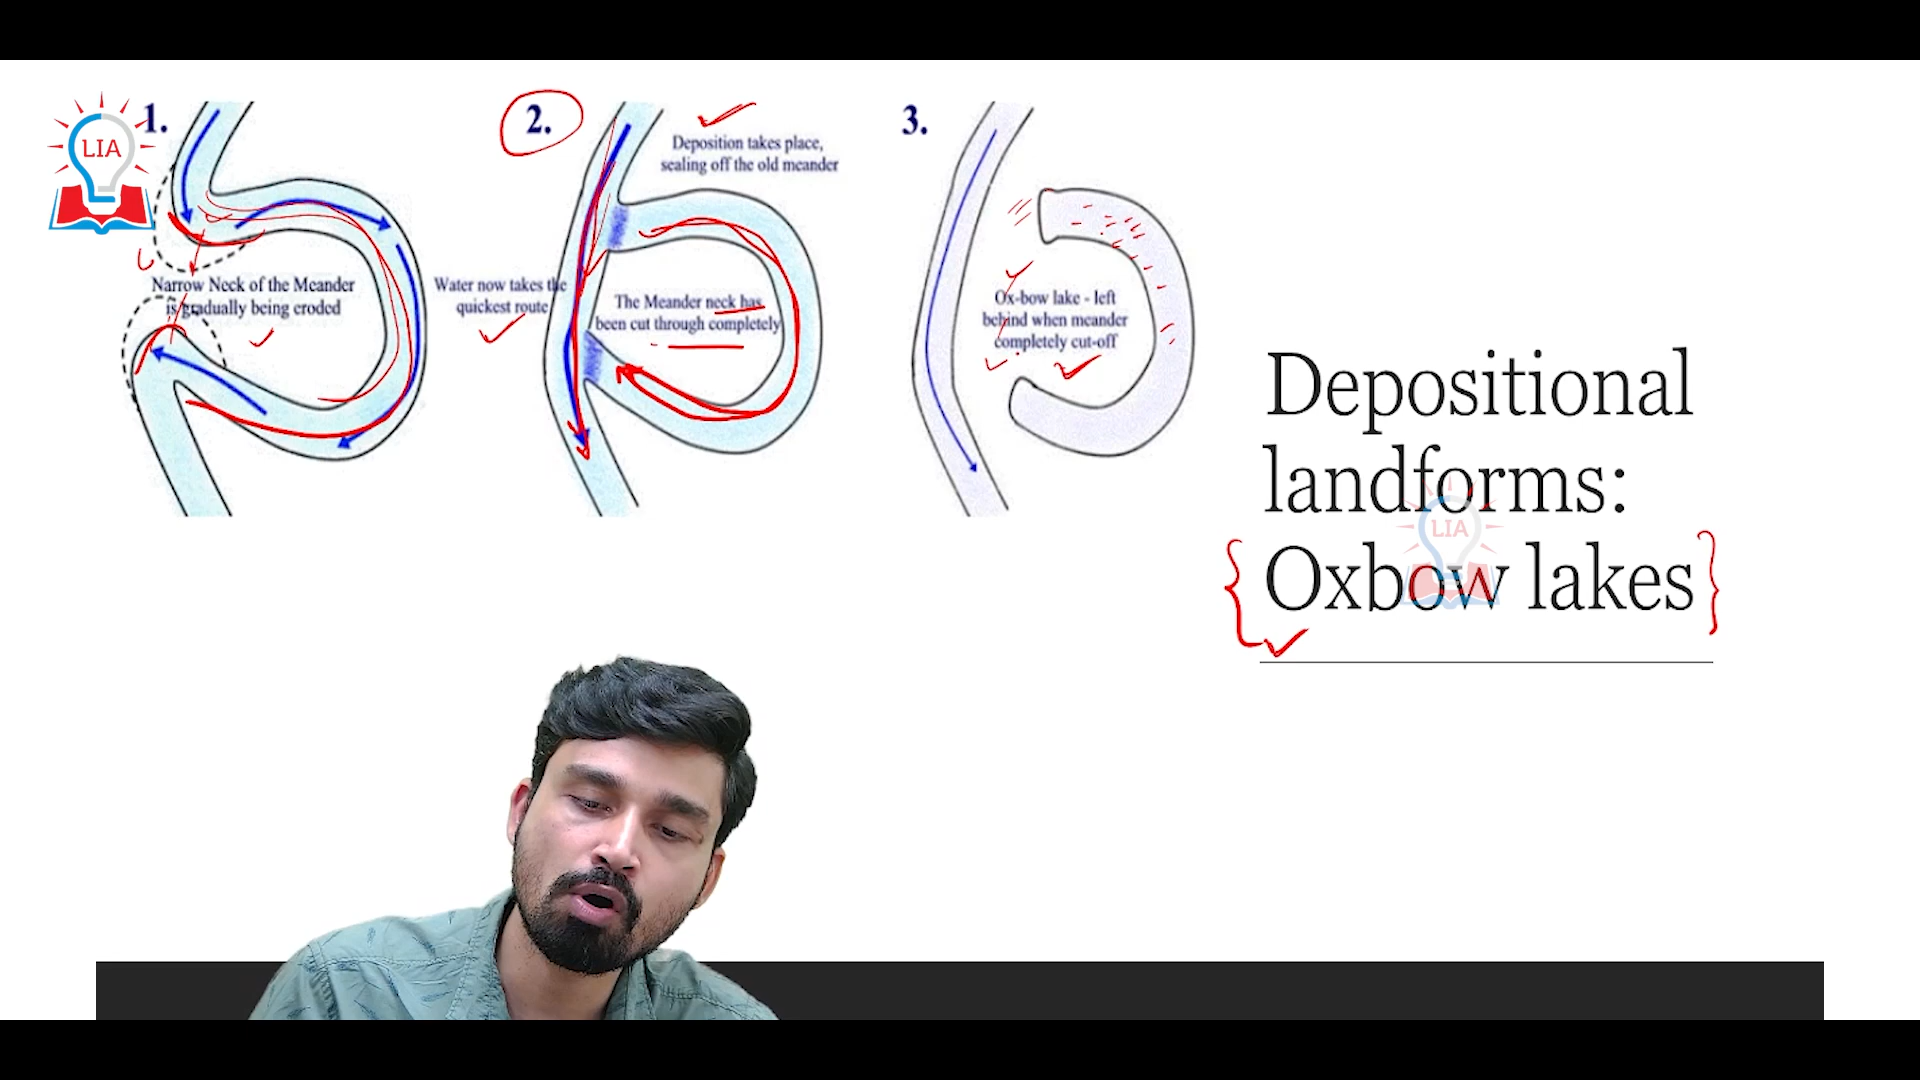 LIA
1.
Narrow Neck of the Meander
is gradually being eroded
2.
Deposition takes place,
sealing off the old meander
Water now takes the
quickest route
The Meander neck has
been cut through completely
3.
Ox-bow lake - left
behind when meander
completely cut-off
Depositional
landforms:
LIA
Oxbow lakes